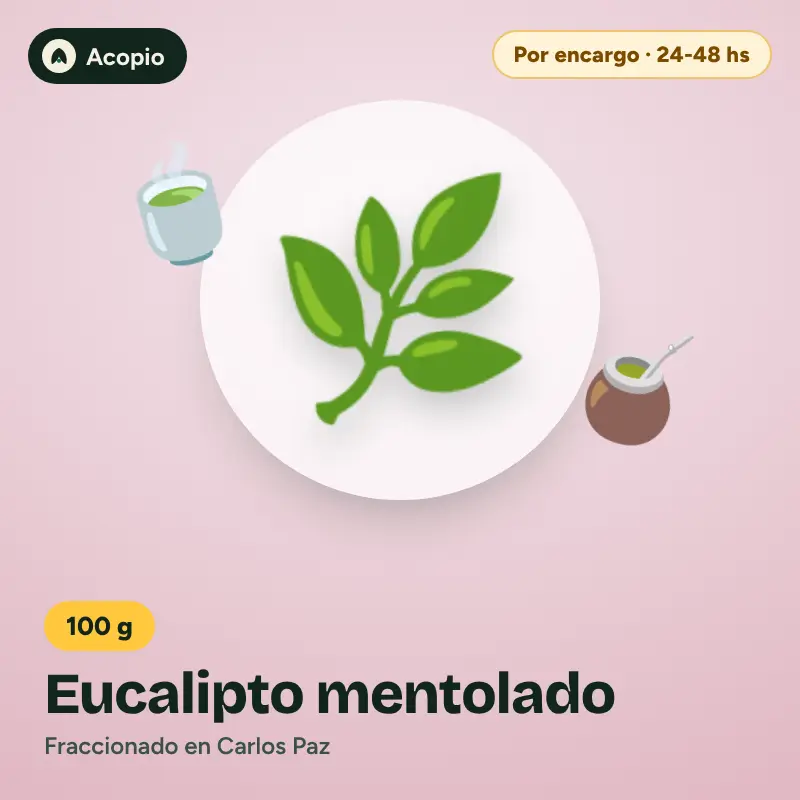 Acopio
Por encargo · 24-48 hs
100 g
Eucalipto mentolado
Fraccionado en Carlos Paz